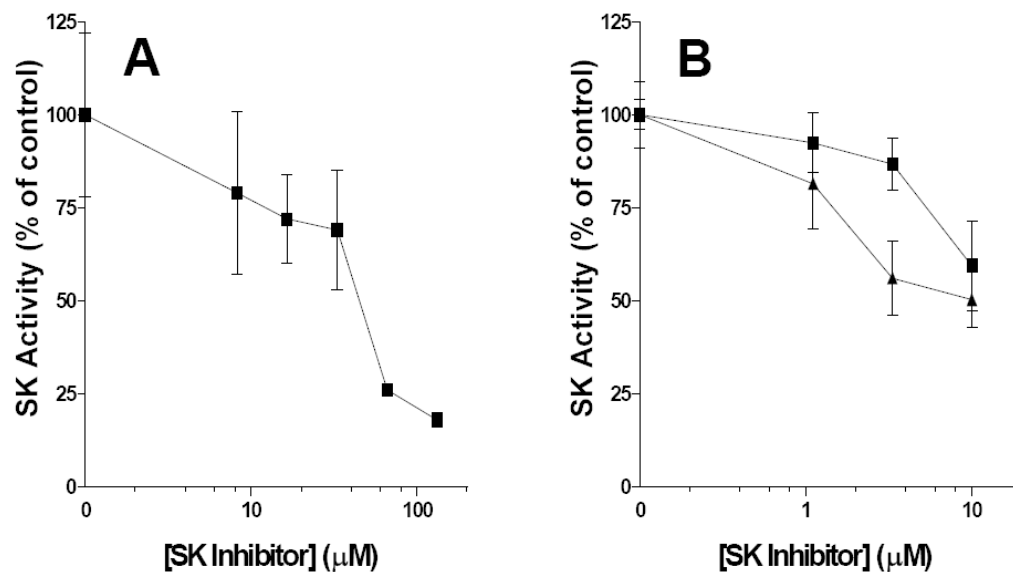 A
SK Activity (% of control)
125
100
75
50
25
0
0 10 100
[SK Inhibitor] (μM)
B
SK Activity (% of control)
125
100
75
50
25
0
0 1 10
[SK Inhibitor] (μM)